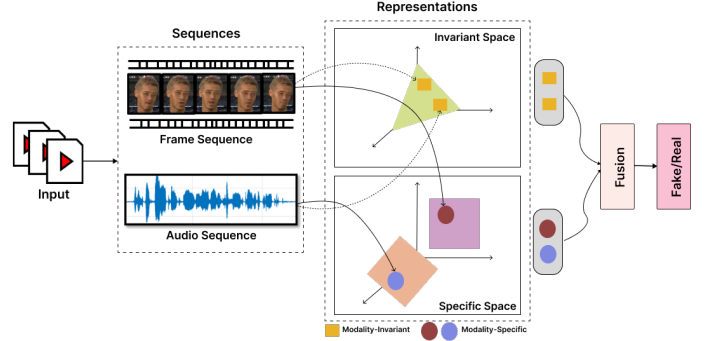 Representations
Sequences
Invariant Space
Frame Sequence
Input
Audio Sequence
Fusion
Fake/Real
Specific Space
Modality-Invariant
Modality-Specific